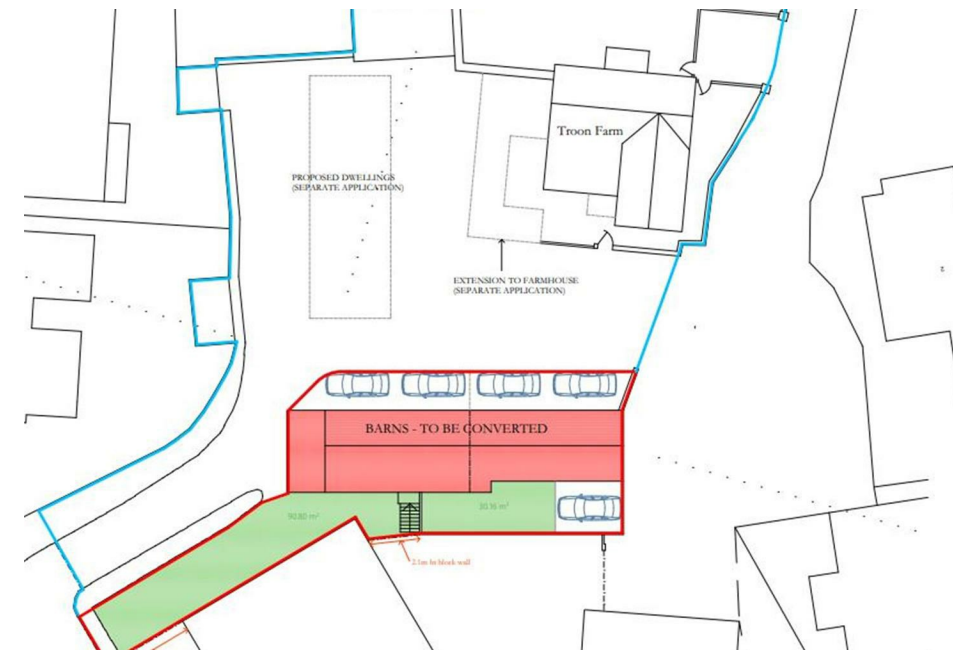 Troon Farm
PROPOSED DWELLINGS
(SEPARATE APPLICATION)
EXTENSION TO FARMHOUSE
(SEPARATE APPLICATION)
BARNS - TO BE CONVERTED
90.80 m²
30.16 m²
2.1m ht block wall